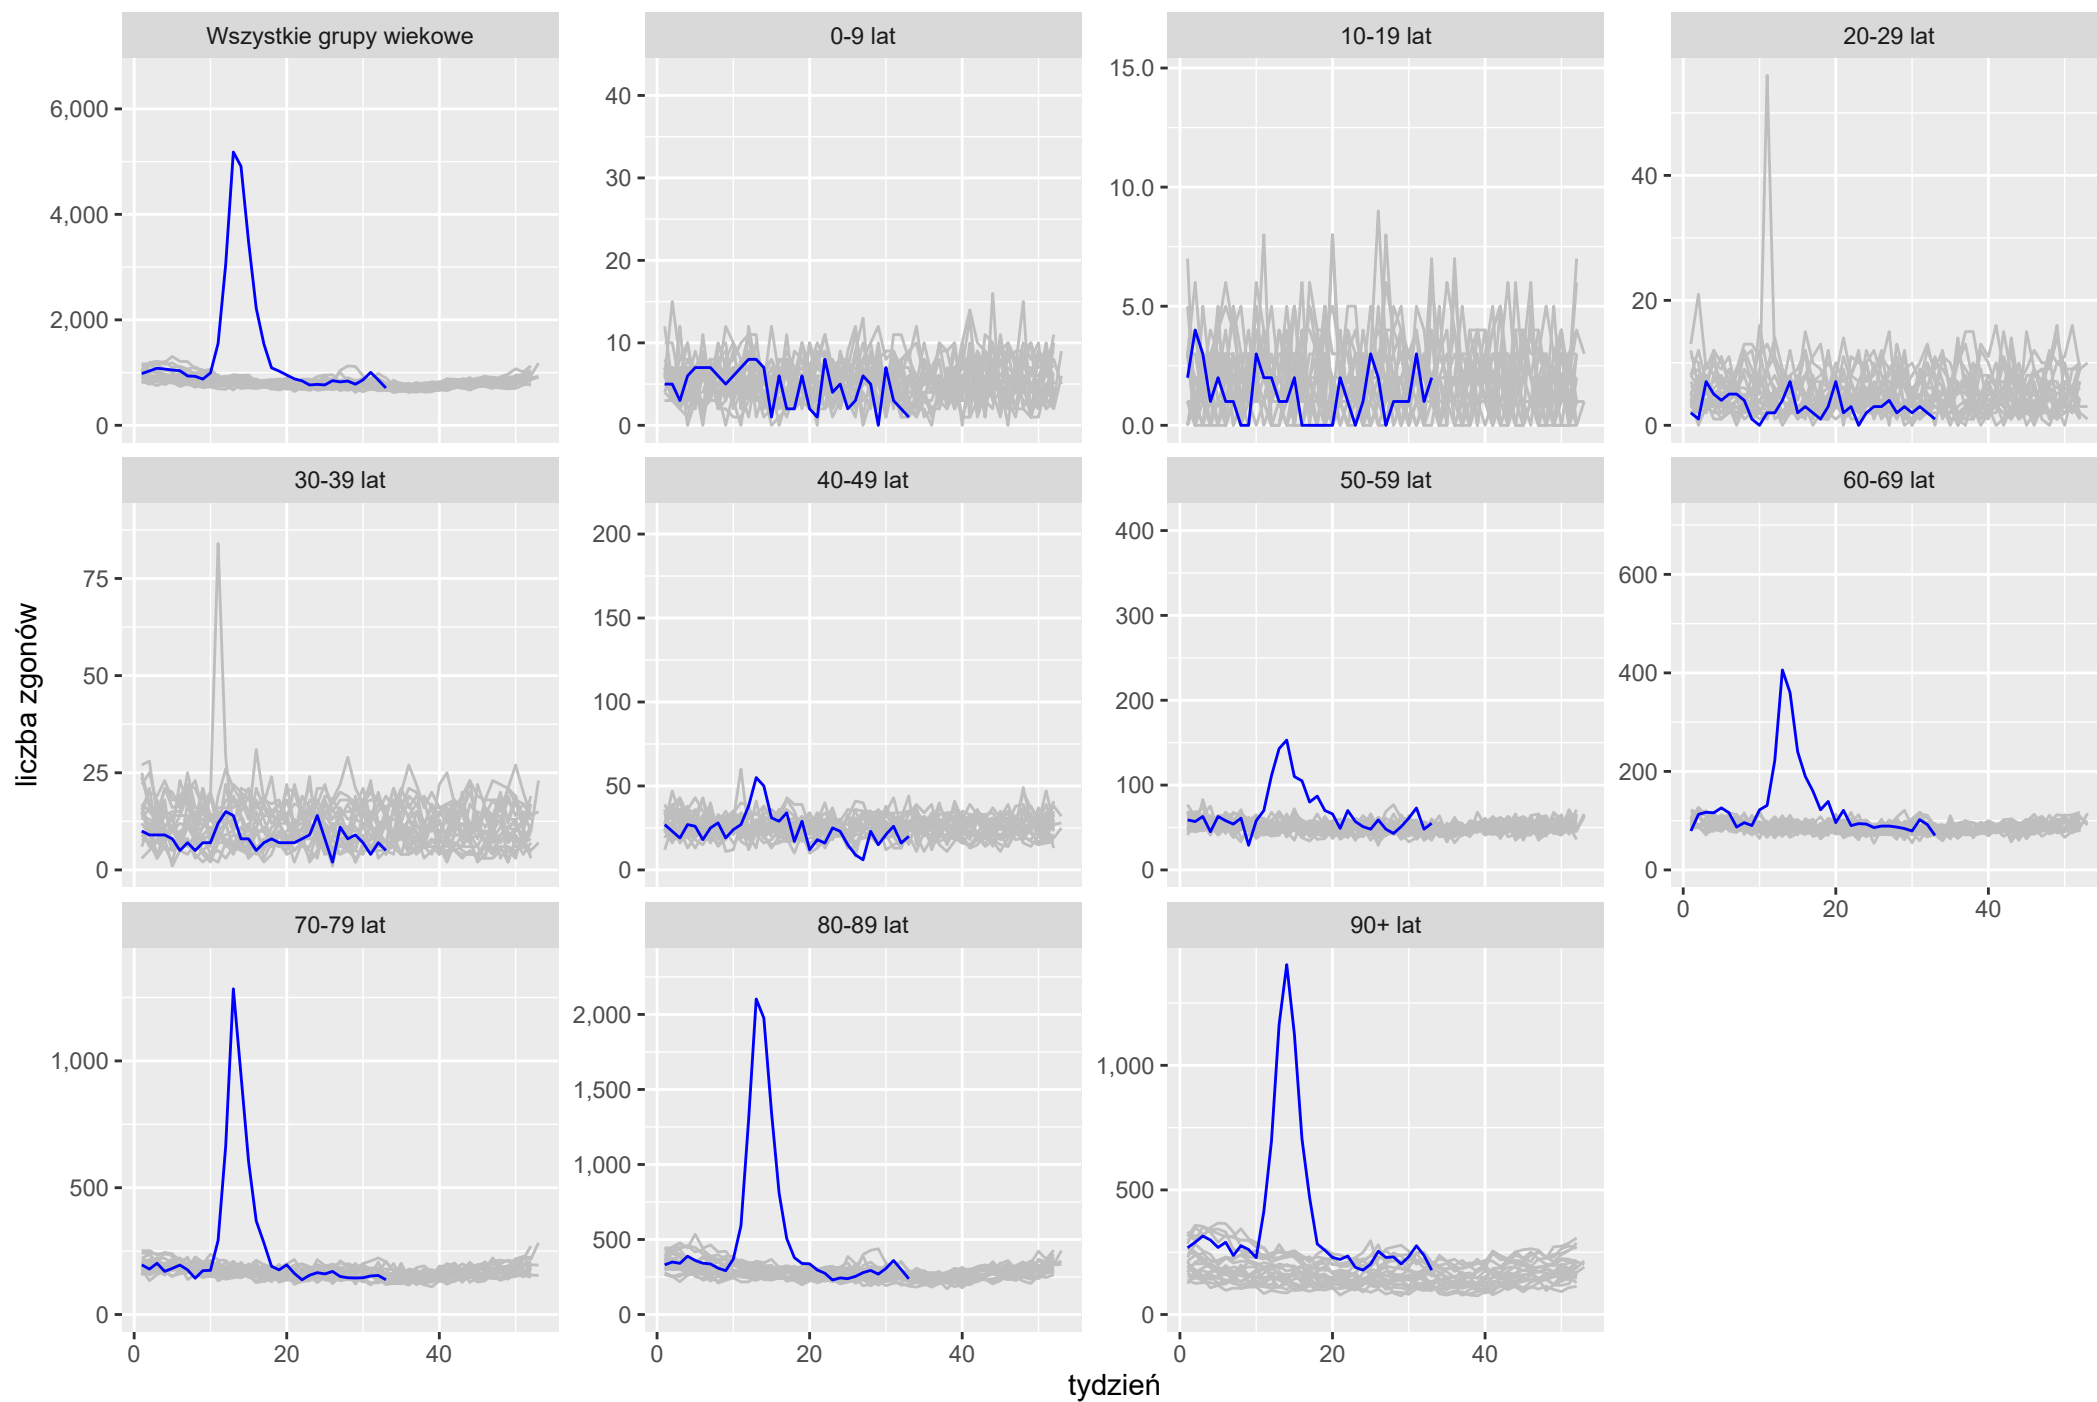 Wszystkie grupy wiekowe
0-9 lat
10-19 lat
20-29 lat
6,000
4,000
2,000
0
40
30
20
10
0
15.0
10.0
5.0
0.0
40
20
0
30-39 lat
40-49 lat
50-59 lat
60-69 lat
75
50
25
0
200
150
100
50
0
400
300
200
100
0
600
400
200
0
0 20 40
liczba zgonów
70-79 lat
80-89 lat
90+ lat
1,000
500
0
2,000
1,500
1,000
500
0
1,000
500
0
0 20 40
0 20 40
0 20 40
tydzień